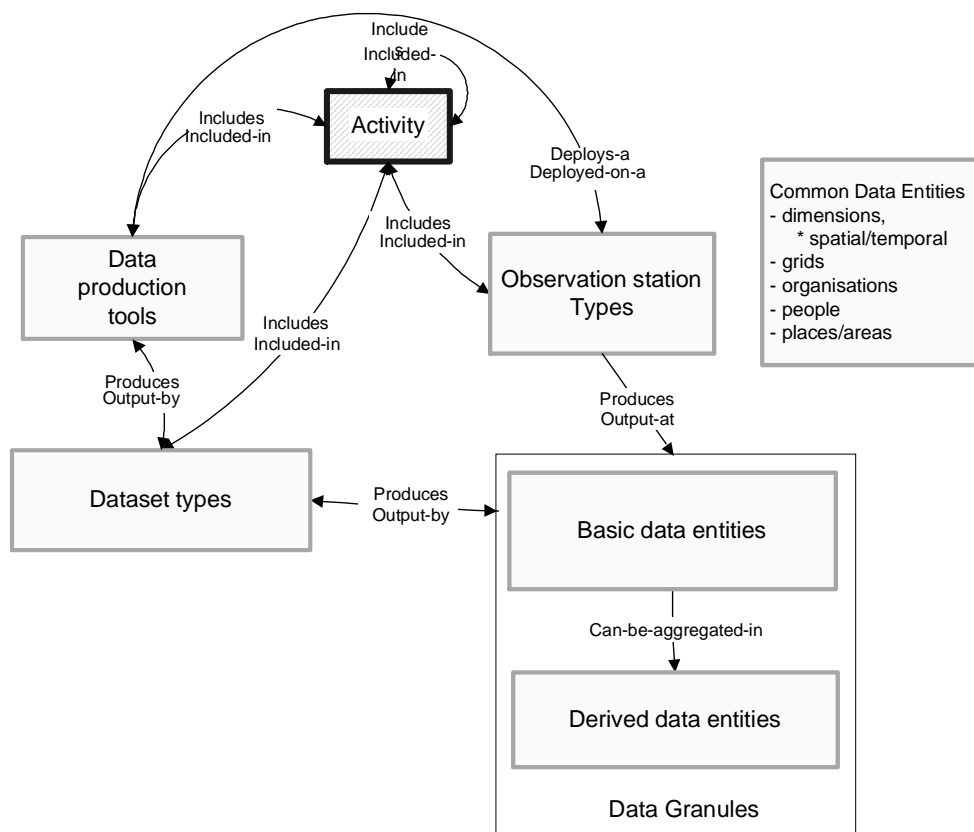 Include
s
Included-
in
Activity
Includes
Included-in
Deploys-a
Deployed-on-a
Common Data Entities
- dimensions,
* spatial/temporal
- grids
- organisations
- people
- places/areas
Includes
Included-in
Data
production
tools
Observation station
Types
Includes
Included-in
Produces
Output-by
Produces
Output-at
Dataset types
Produces
Output-by
Basic data entities
Can-be-aggregated-in
Derived data entities
Data Granules